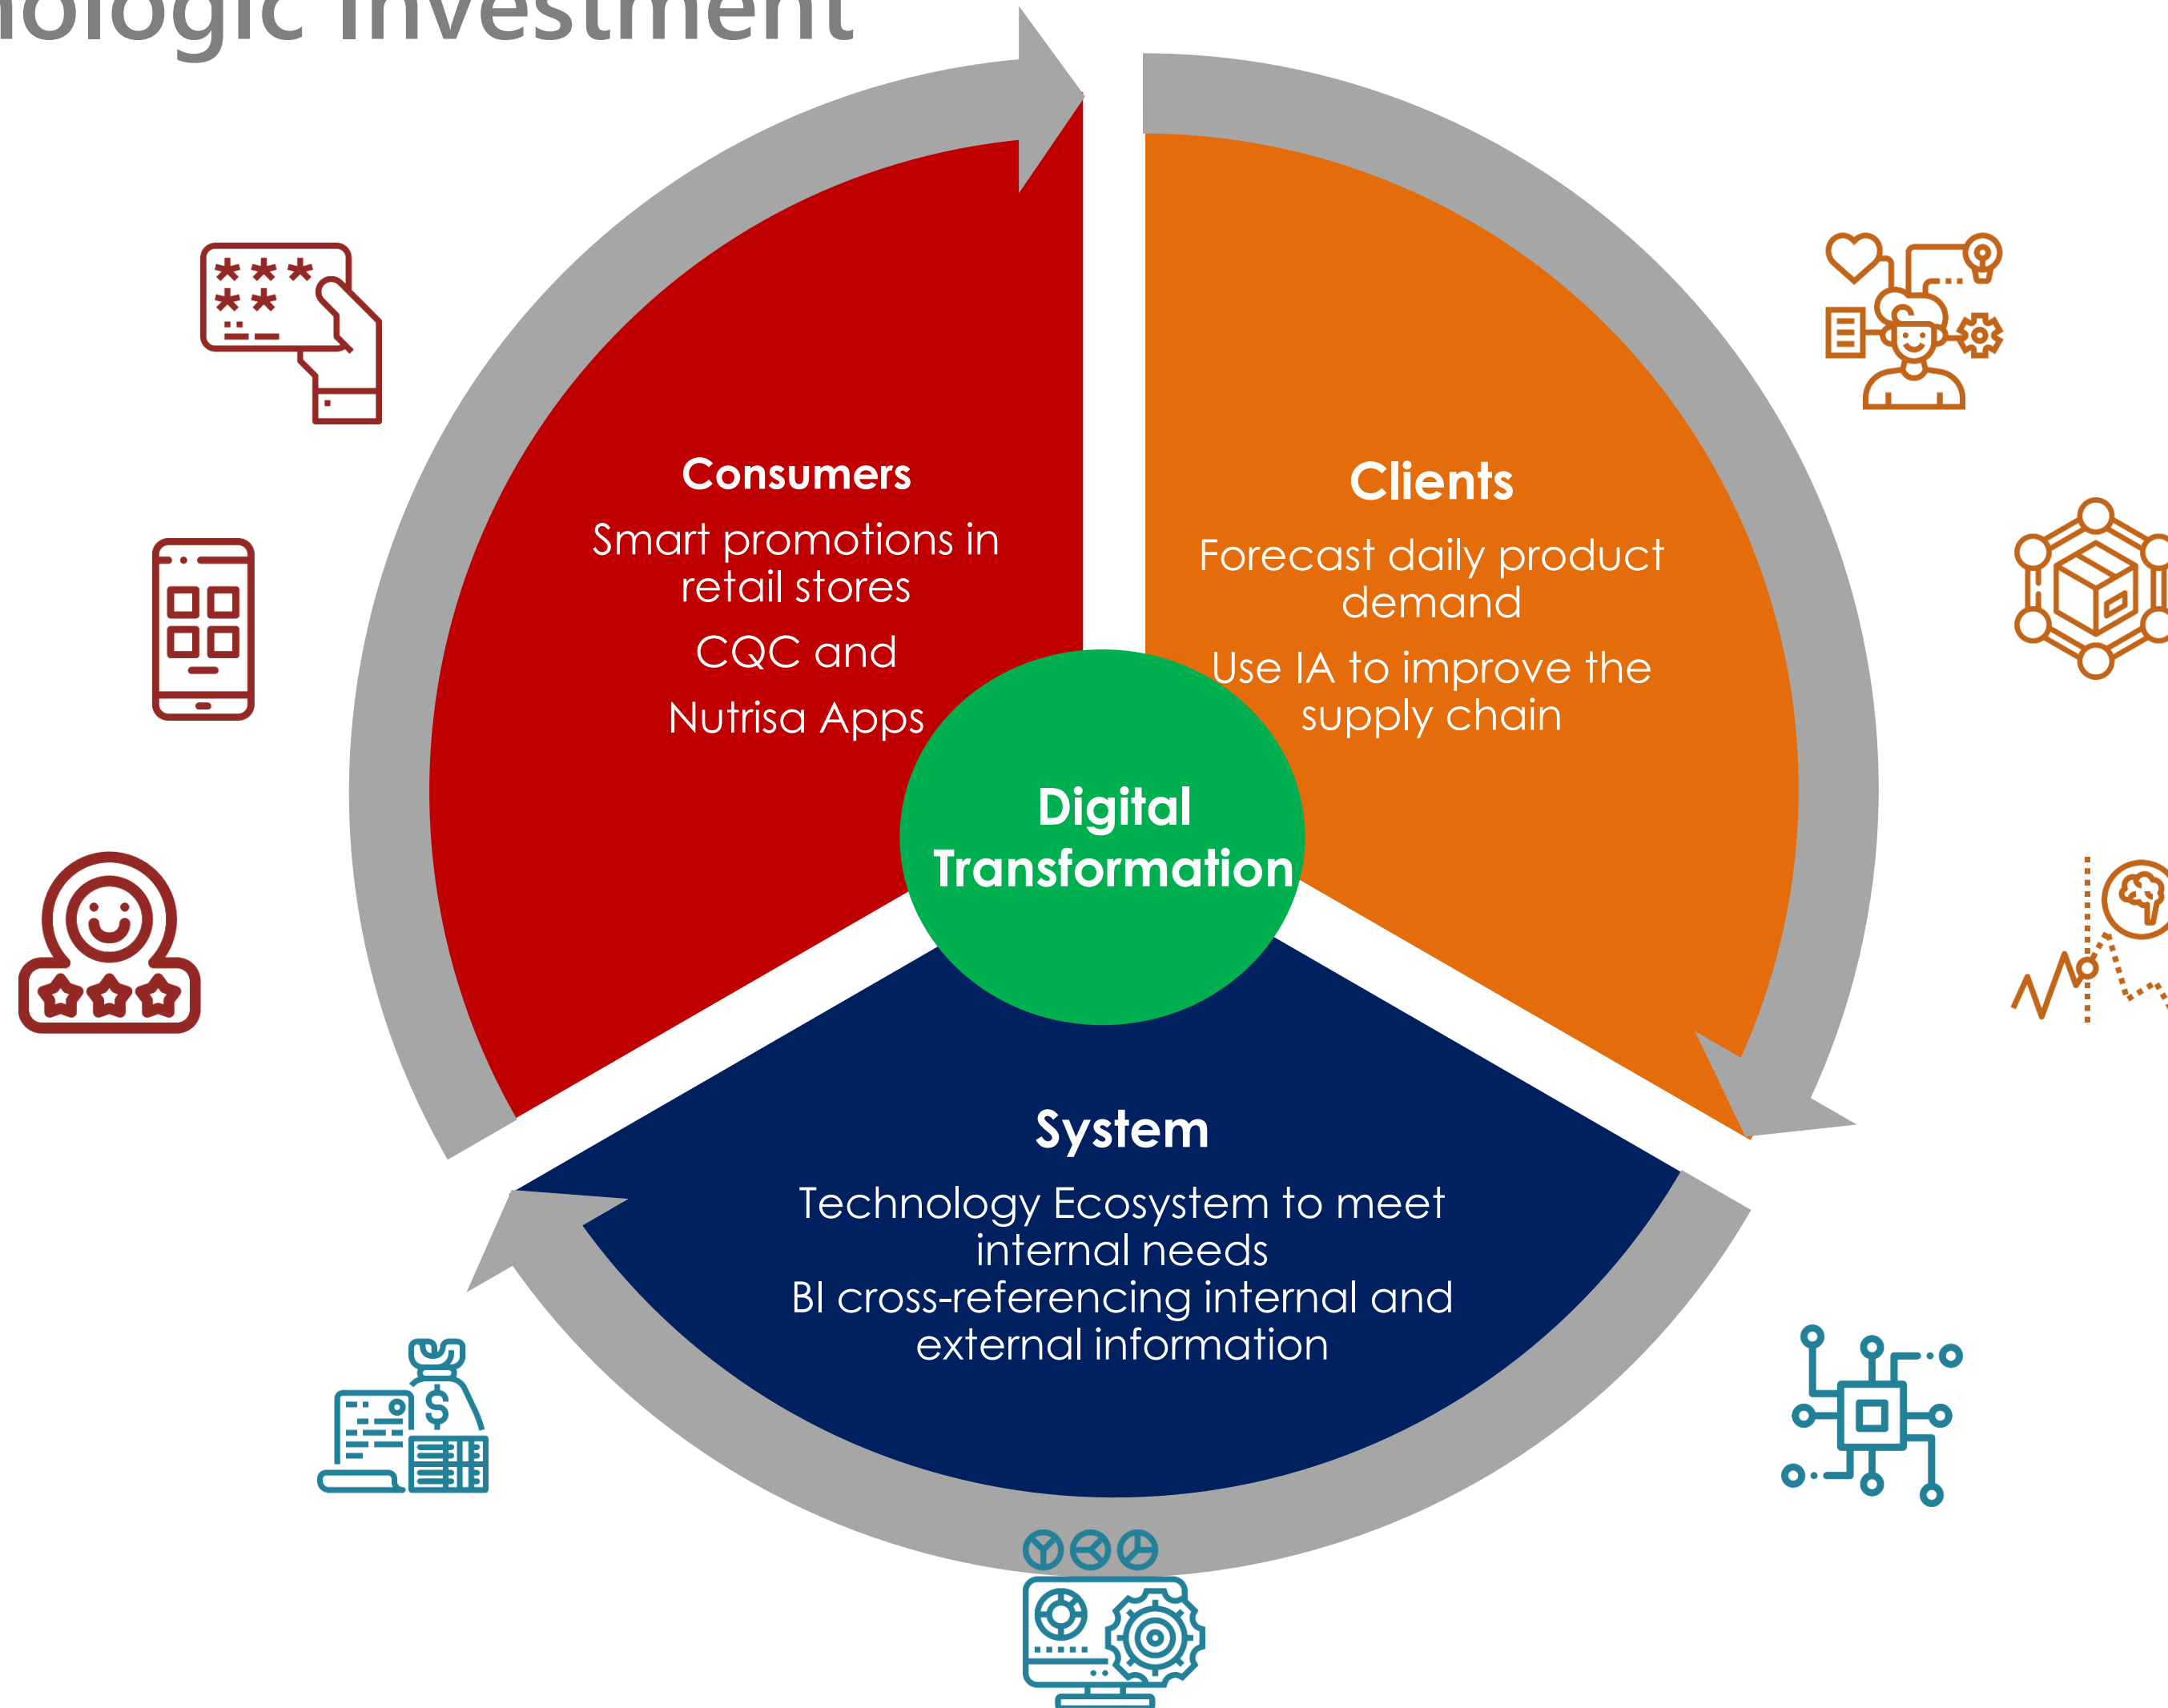 nologic Investment
Consumers
Smart promotions in
retail stores
CQC and
Nutrisa Apps
Clients
Forecast daily product
demand
Use IA to improve the
supply chain
Digital
Transformation
System
Technology Ecosystem to meet
internal needs
BI cross-referencing internal and
external information